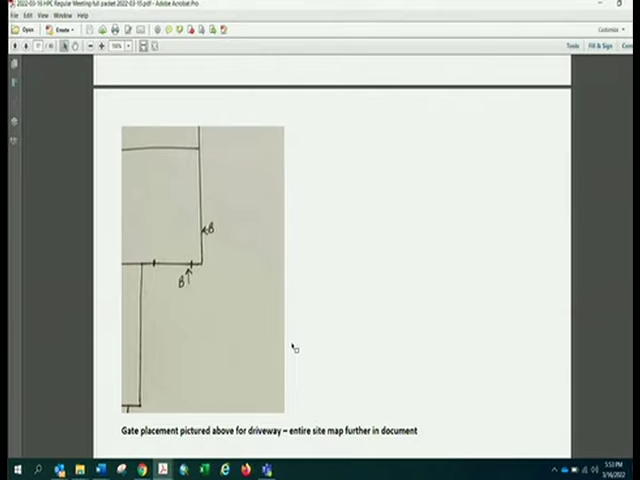 2022-03-16 HPC Regular Meeting full packet 2022-03-15.pdf - Adobe Acrobat Pro
File Edit View Window Help
Open Create Customize
Tools Fill & Sign
B
B
Gate placement pictured above for driveway – entire site map further in document
5:53 PM
3/16/2022